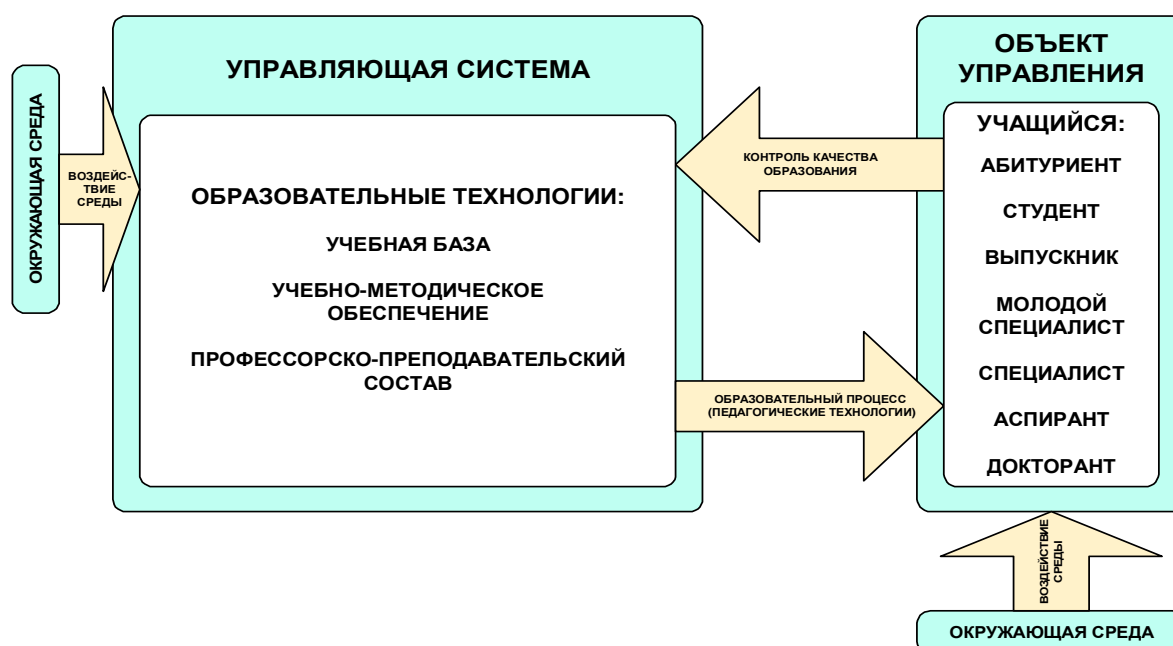 ОКРУЖАЮЩАЯ СРЕДА
ВОЗДЕЙС-
ТВИЕ
СРЕДЫ
УПРАВЛЯЮЩАЯ СИСТЕМА
ОБРАЗОВАТЕЛЬНЫЕ ТЕХНОЛОГИИ:
УЧЕБНАЯ БАЗА
УЧЕБНО-МЕТОДИЧЕСКОЕ
ОБЕСПЕЧЕНИЕ
ПРОФЕССОРСКО-ПРЕПОДАВАТЕЛЬСКИЙ
СОСТАВ
КОНТРОЛЬ КАЧЕСТВА
ОБРАЗОВАНИЯ
ОБРАЗОВАТЕЛЬНЫЙ ПРОЦЕСС
(ПЕДАГОГИЧЕСКИЕ ТЕХНОЛОГИИ)
ОБЪЕКТ
УПРАВЛЕНИЯ
УЧАЩИЙСЯ:
АБИТУРИЕНТ
СТУДЕНТ
ВЫПУСКНИК
МОЛОДОЙ
СПЕЦИАЛИСТ
СПЕЦИАЛИСТ
АСПИРАНТ
ДОКТОРАНТ
ВОЗДЕЙСТВИЕ
СРЕДЫ
ОКРУЖАЮЩАЯ СРЕДА